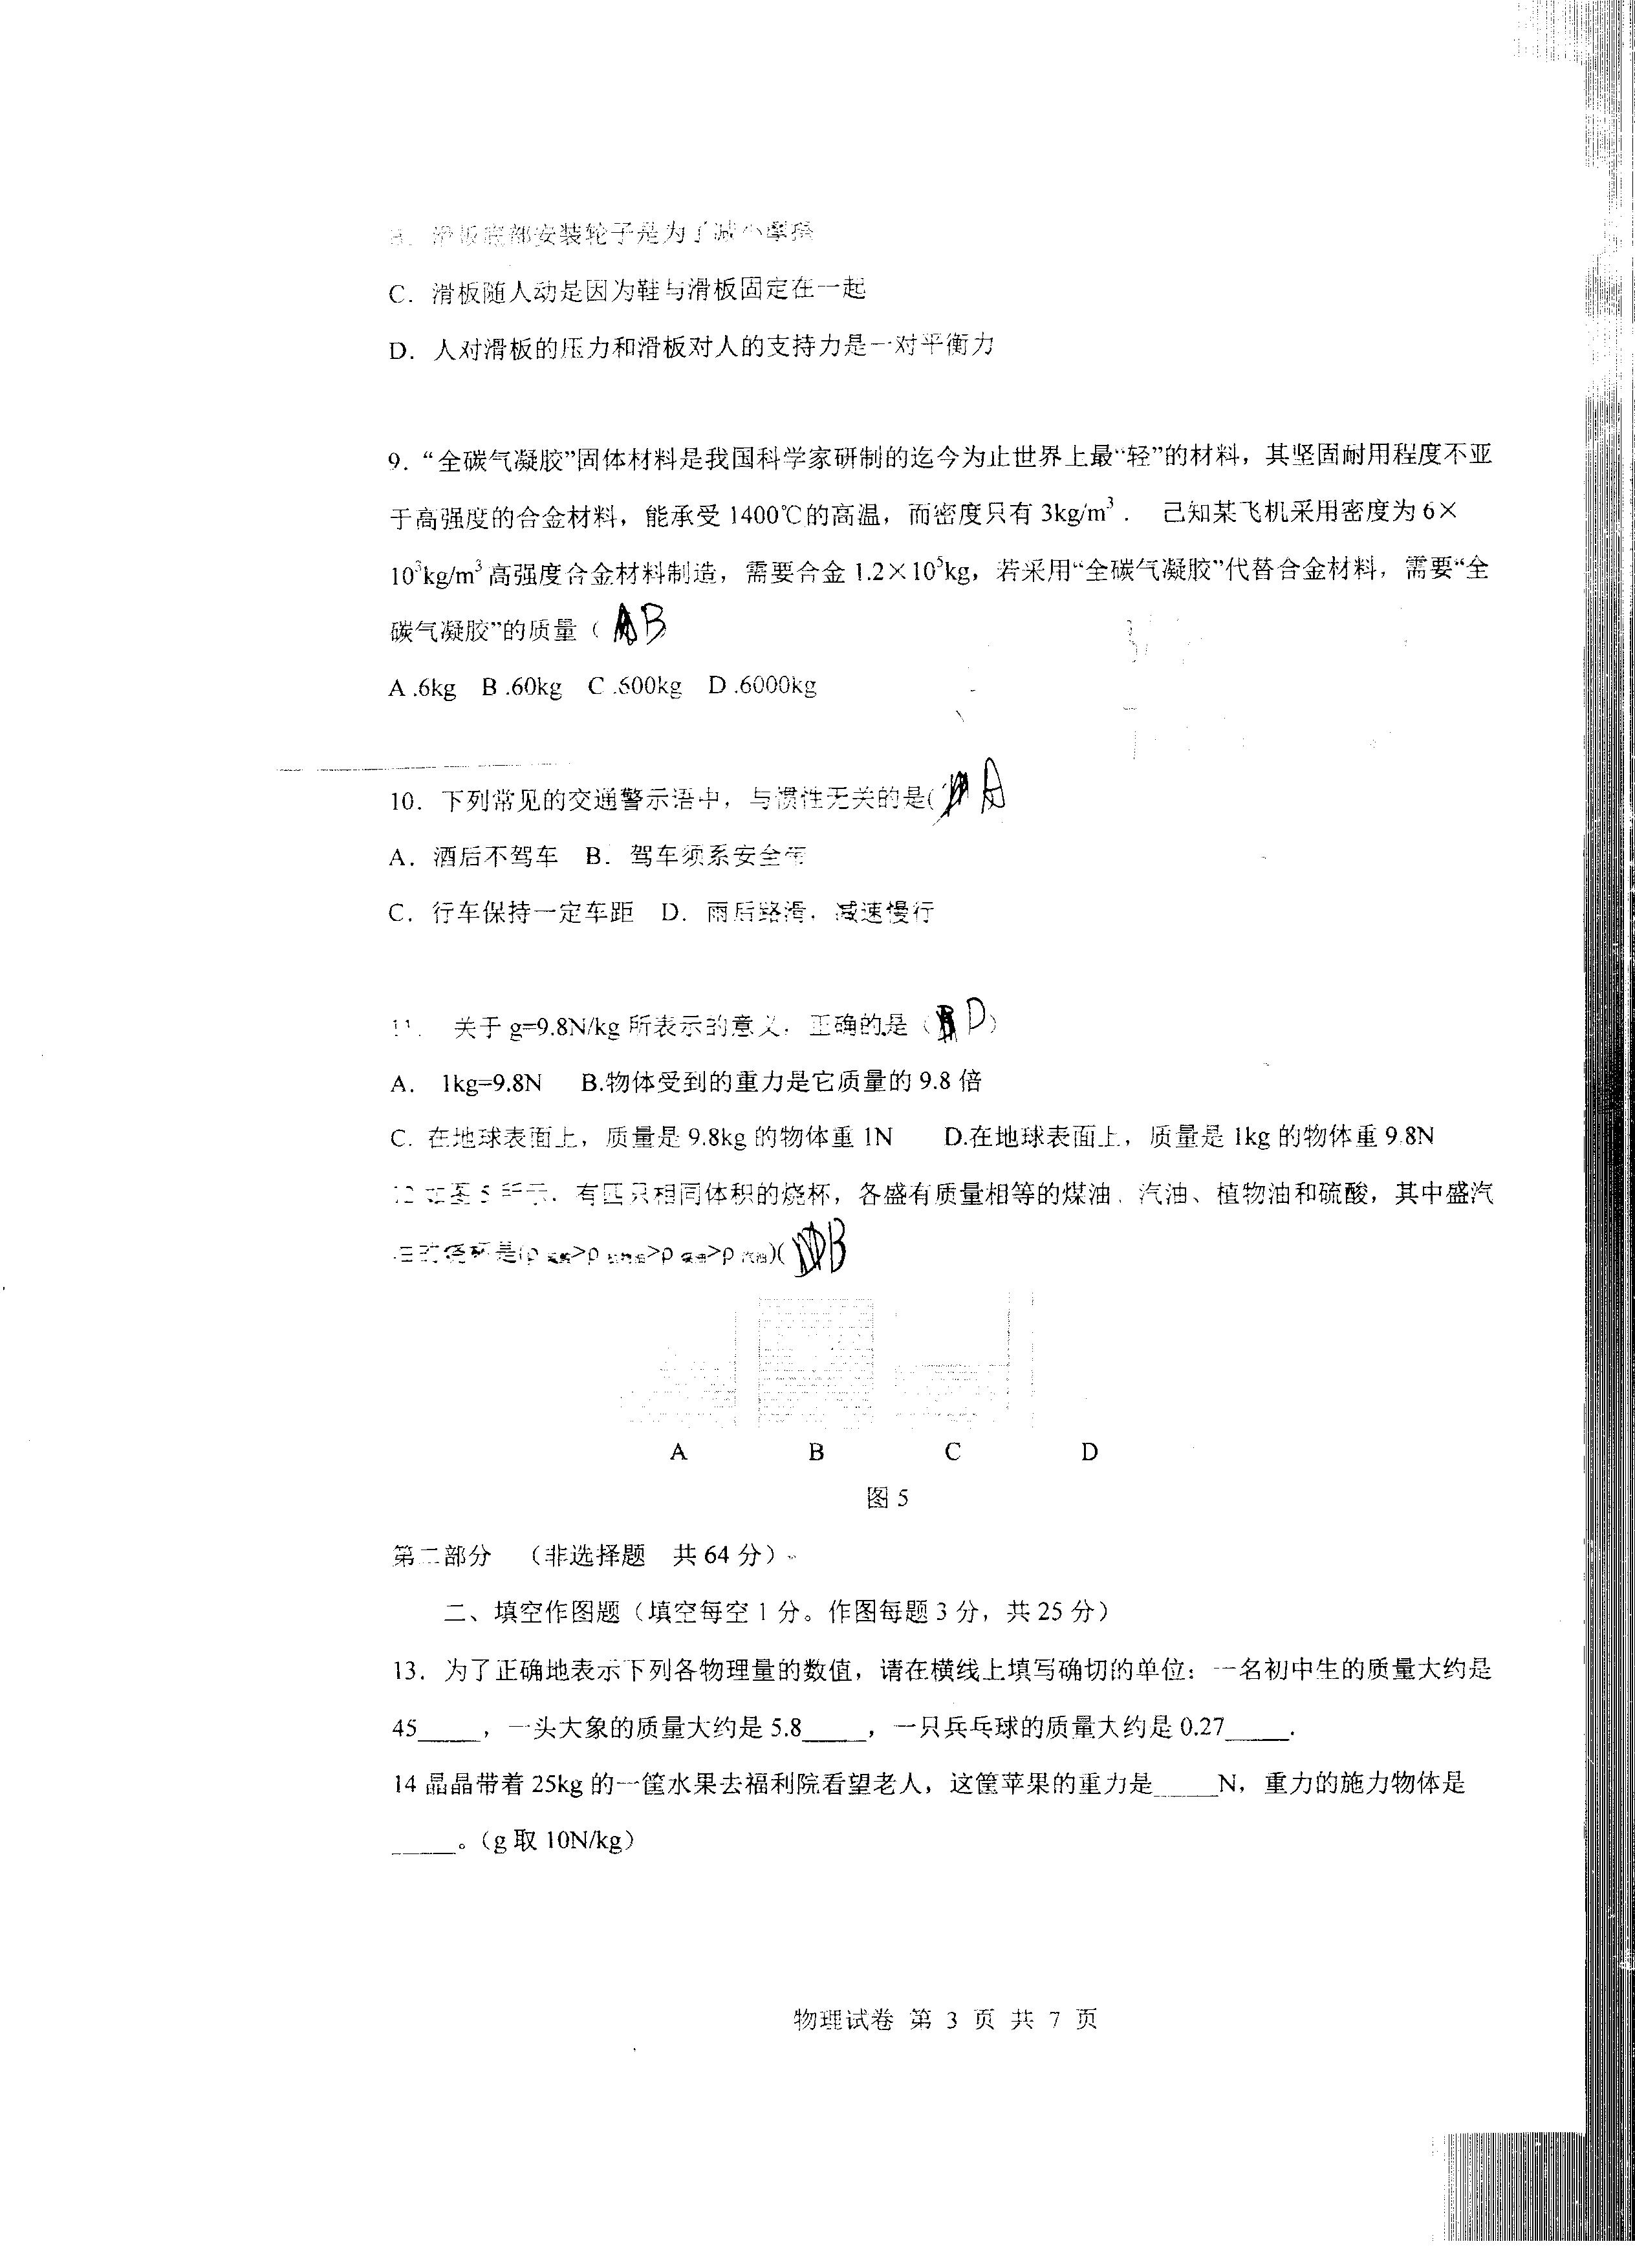 B．滑板底部安装轮子是为了减小摩擦
C．滑板随人动是因为鞋与滑板固定在一起
D．人对滑板的压力和滑板对人的支持力是一对平衡力
9．“全碳气凝胶”固体材料是我国科学家研制的迄今为止世界上最“轻”的材料，其坚固耐用程度不亚
于高强度的合金材料，能承受 1400℃的高温，而密度只有 3kg/m³． 己知某飞机采用密度为 6×
10³kg/m³高强度合金材料制造，需要合金 1.2×10⁵kg，若采用“全碳气凝胶”代替合金材料，需要“全
碳气凝胶”的质量（ B
A .6kg B .60kg C .600kg D .6000kg
10．下列常见的交通警示语中，与惯性无关的是( A
A．酒后不驾车 B．驾车须系安全带
C．行车保持一定车距 D．雨后路滑，减速慢行
11． 关于 g=9.8N/kg 所表示的意义，正确的是（ D）
A． 1kg=9.8N B.物体受到的重力是它质量的 9.8 倍
C. 在地球表面上，质量是 9.8kg 的物体重 1N D.在地球表面上，质量是 1kg 的物体重 9.8N
12 如图 5 所示．有四只相同体积的烧杯，各盛有质量相等的煤油、汽油、植物油和硫酸，其中盛汽
油的烧杯是(ρ 硫酸>ρ 植物油>ρ 煤油>ρ 汽油)( B
A B C D
图 5
第二部分 （非选择题 共 64 分）
二、填空作图题（填空每空 1 分。作图每题 3 分，共 25 分）
13．为了正确地表示下列各物理量的数值，请在横线上填写确切的单位：一名初中生的质量大约是
45_____，一头大象的质量大约是 5.8_____，一只兵乓球的质量大约是 0.27_____.
14 晶晶带着 25kg 的一筐水果去福利院看望老人，这筐苹果的重力是_____N，重力的施力物体是
_____。（g 取 10N/kg）
物理试卷 第 3 页 共 7 页